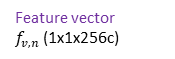 Feature vector
f_{v,n} (1x1x256c)